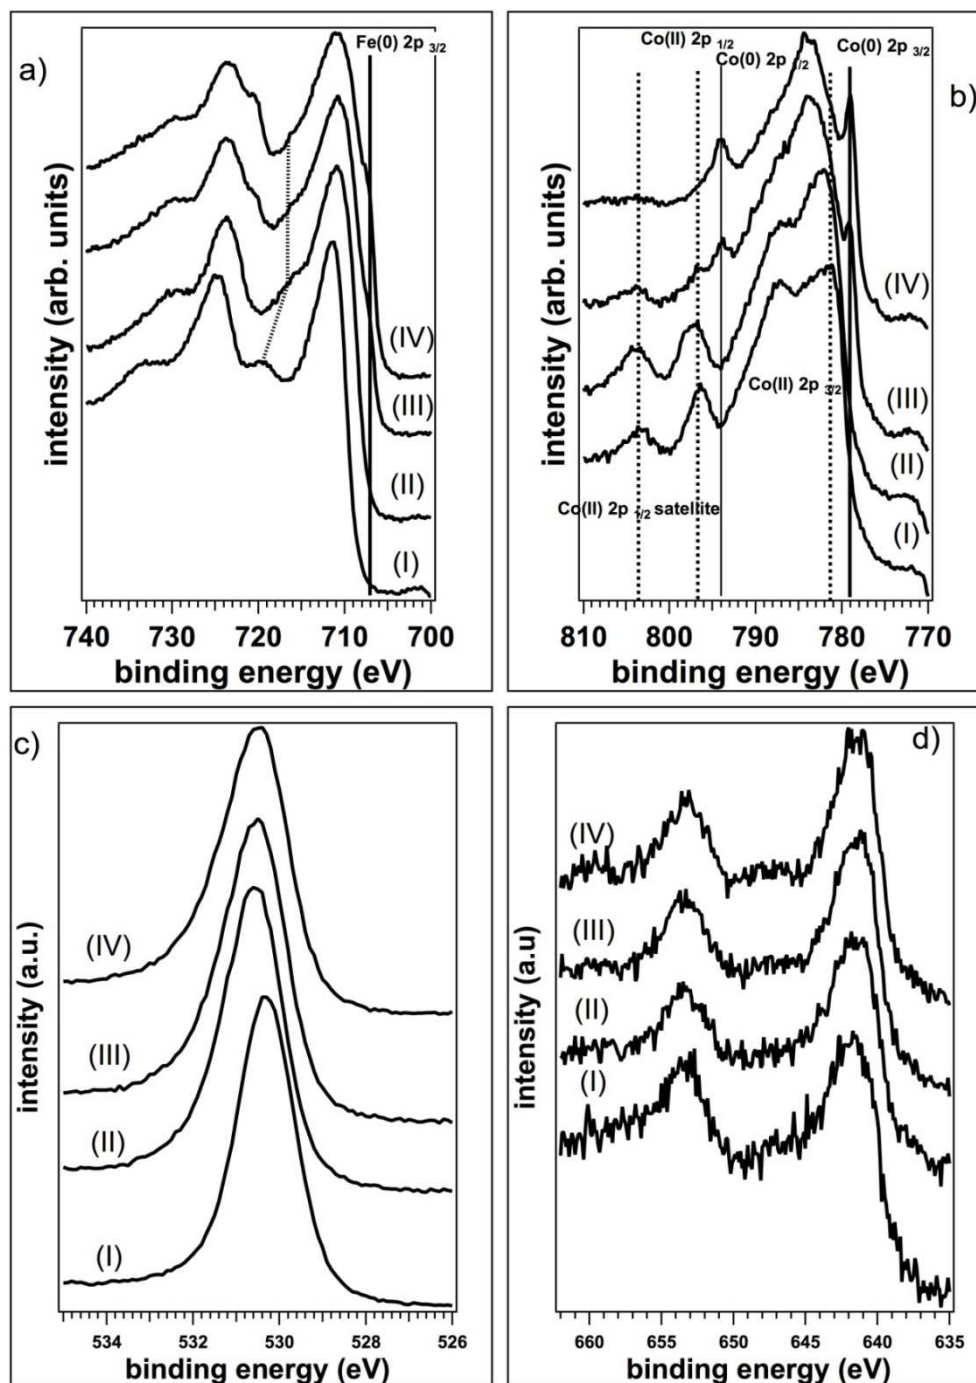 a)
Fe(0) 2p 3/2
intensity (arb. units)
(IV)
(III)
(II)
(I)
740 730 720 710 700
binding energy (eV)
b)
Co(II) 2p 1/2
Co(0) 2p 1/2
Co(0) 2p 3/2
intensity (arb. units)
(IV)
(III)
Co(II) 2p 3/2
(II)
(I)
Co(II) 2p 1/2 satellite
810 800 790 780 770
binding energy (eV)
c)
intensity (a.u.)
(IV)
(III)
(II)
(I)
534 532 530 528 526
binding energy (eV)
d)
intensity (a.u)
(IV)
(III)
(II)
(I)
660 655 650 645 640 635
binding energy (eV)